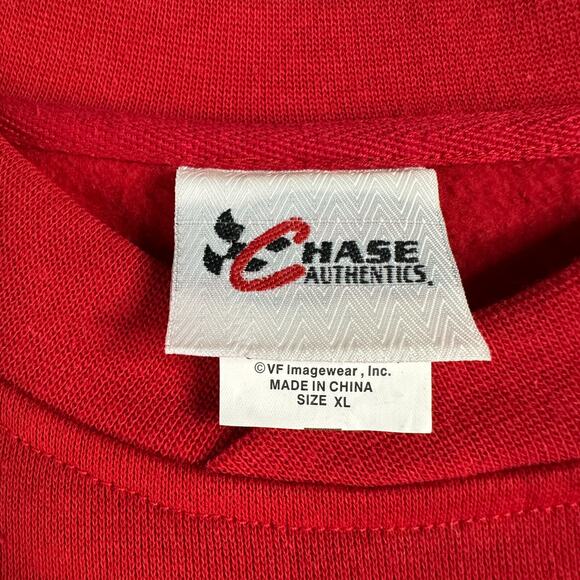 CHASE
AUTHENTICS.
©VF Imagewear, Inc.
MADE IN CHINA
SIZE XL